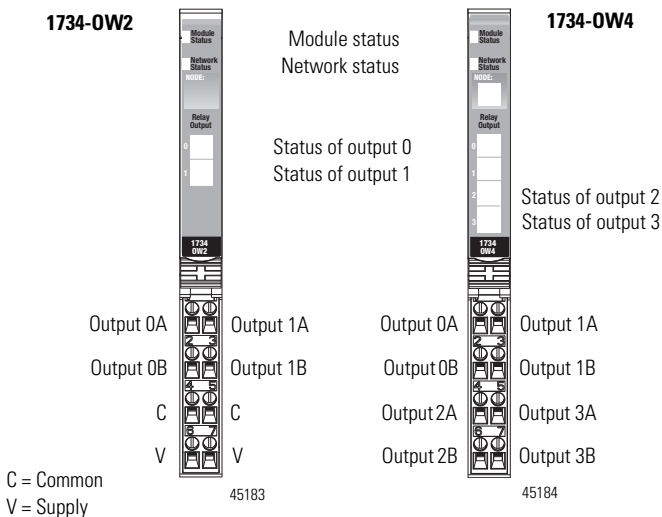 1734-OW2
1734-OW4
Module Status
Network Status
NODE:
Relay Output
0
1
1734 OW2
Module status
Network status
Status of output 0
Status of output 1
Module Status
Network Status
NODE:
Relay Output
0
1
2
3
1734 OW4
Status of output 2
Status of output 3
Output 0A
2 3
Output 1A
Output 0B
4 5
Output 1B
C
6 7
C
V
V
Output 0A
2 3
Output 1A
Output 0B
4 5
Output 1B
Output 2A
6 7
Output 3A
Output 2B
Output 3B
C = Common
V = Supply
45183
45184